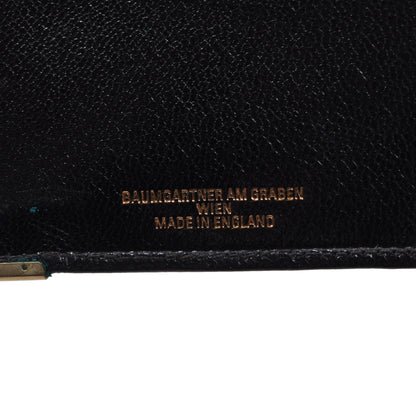 BAUMGARTNER AM GRABEN
WIEN
MADE IN ENGLAND